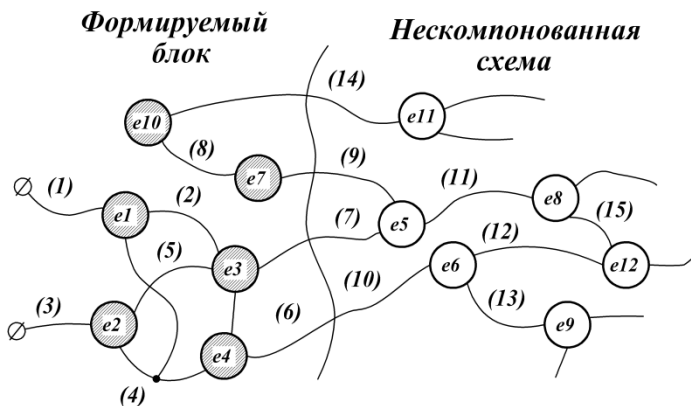 Формируемый
блок
Нескомпонованная
схема
(14)
e10
e11
(8)
(9)
e7
(1)
(2)
(11)
e8
e1
(7)
e5
(15)
(5)
(12)
e3
(10)
e6
e12
(3)
(6)
(13)
e2
e9
e4
(4)